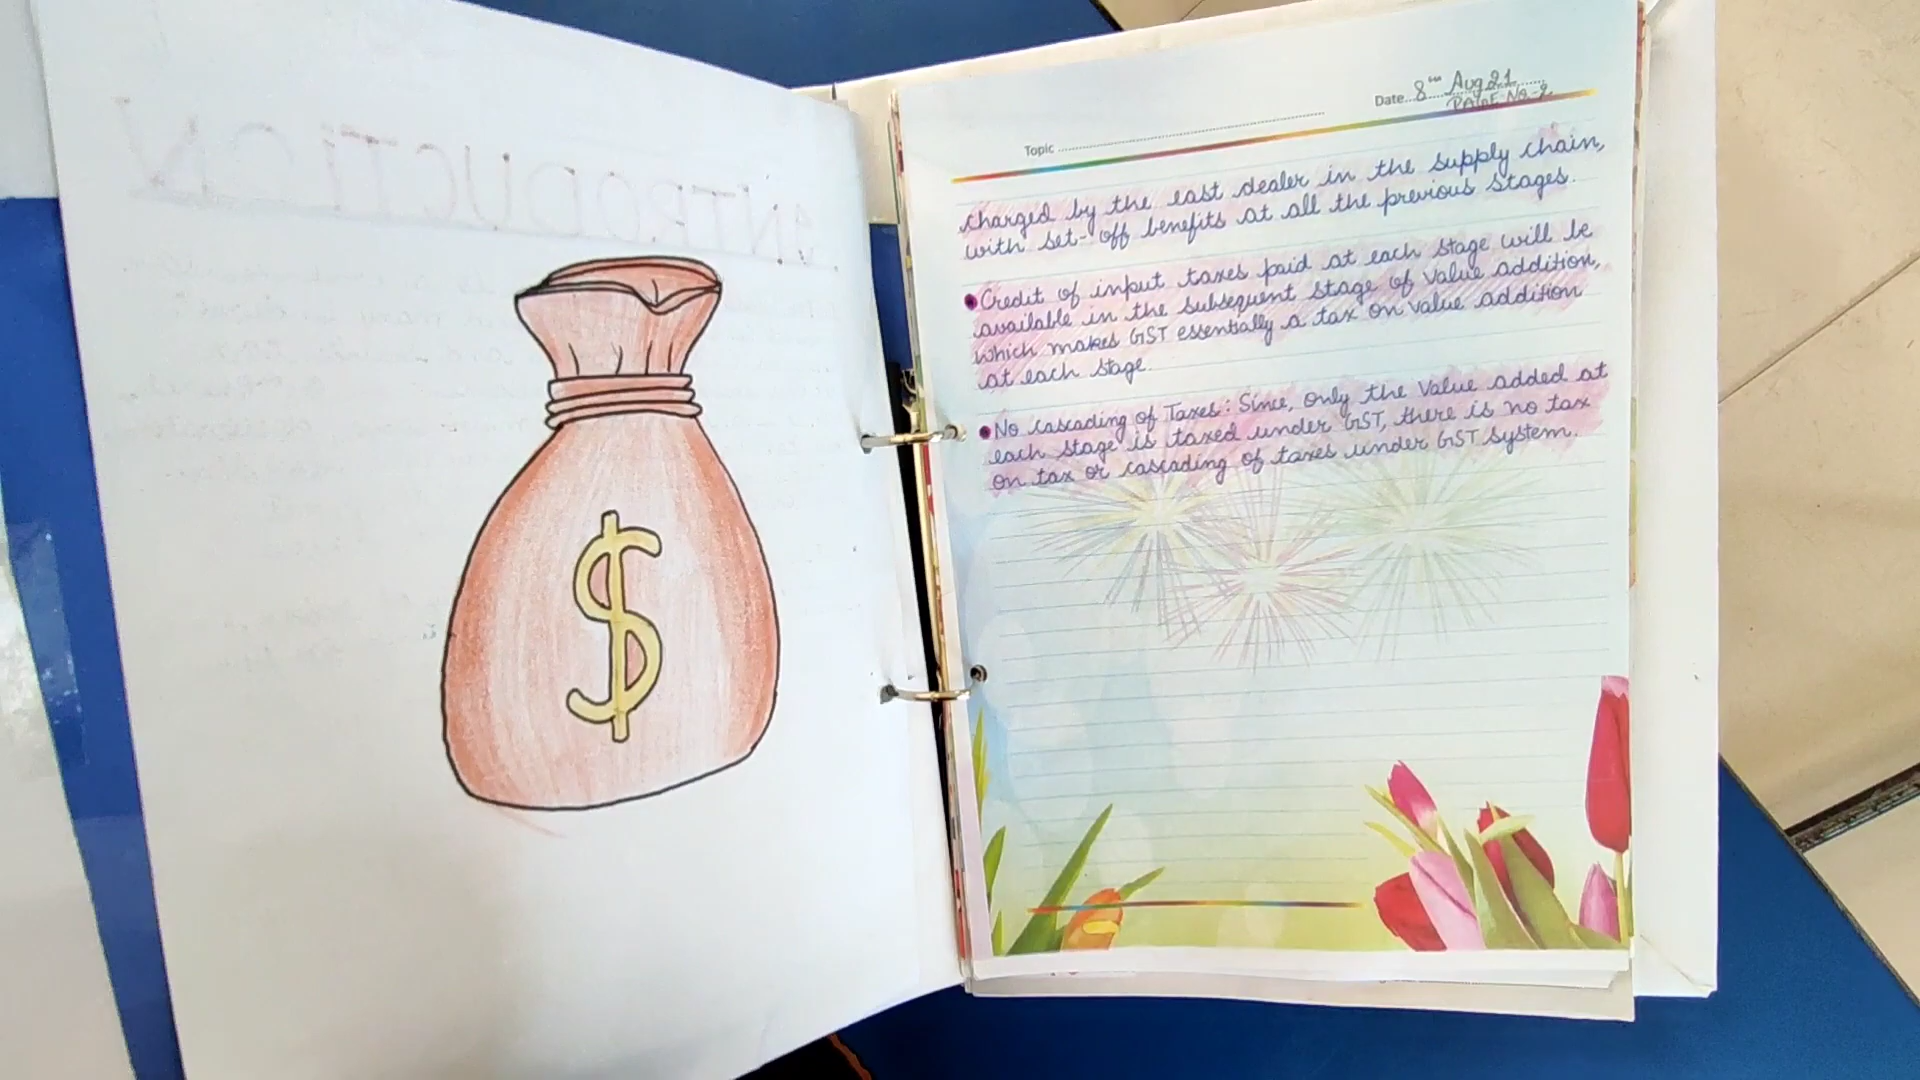 INTRODUCTION
$
Date 8th Aug 21
PAGE NO-2
Topic
charged by the last dealer in the supply chain,
with set-off benefits at all the previous stages.
Credit of input taxes paid at each stage will be
available in the subsequent stage of value addition,
which makes GST essentially a tax on value addition
at each stage.
No cascading of Taxes: Since, only the value added at
each stage is taxed under GST, there is no tax
on tax or cascading of taxes under GST system.